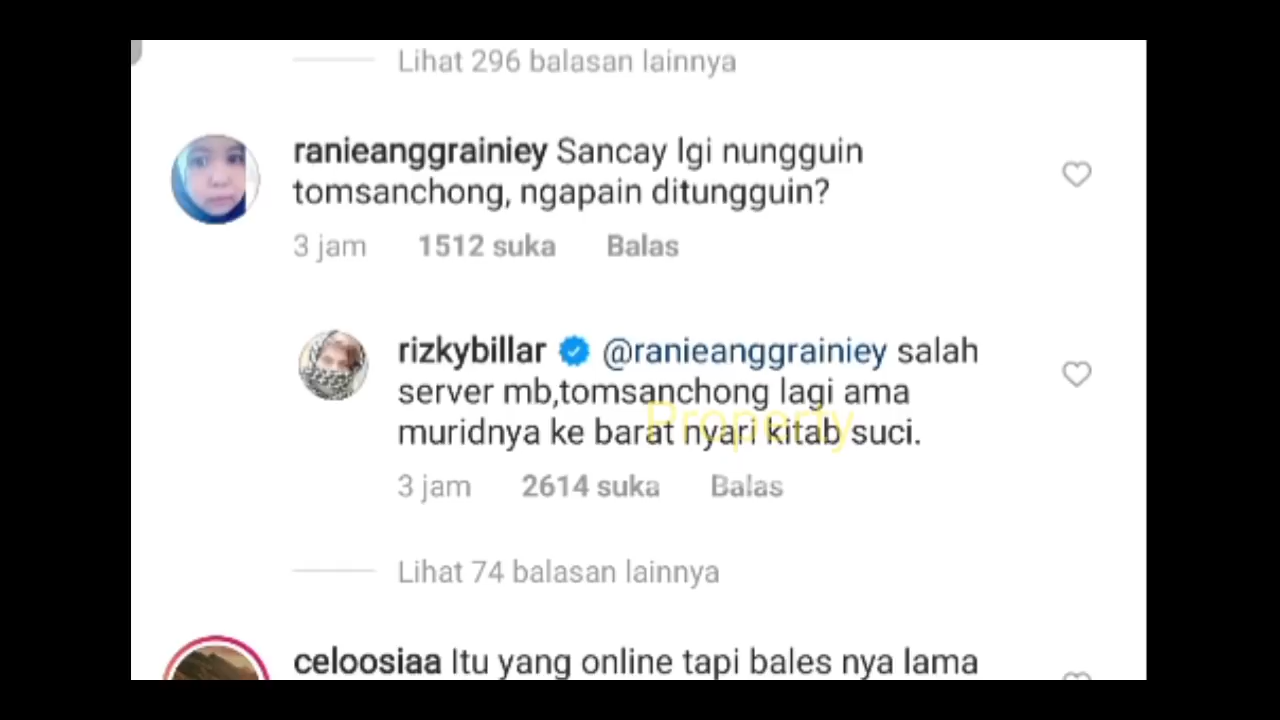 Lihat 296 balasan lainnya
ranieanggrainiey Sancay lgi nungguin
tomsanchong, ngapain ditungguin?
3 jam 1512 suka Balas
rizkybillar @ranieanggrainiey salah
server mb,tomsanchong lagi ama
muridnya ke barat nyari kitab suci.
Property
3 jam 2614 suka Balas
Lihat 74 balasan lainnya
celoosiaa Itu yang online tapi bales nya lama